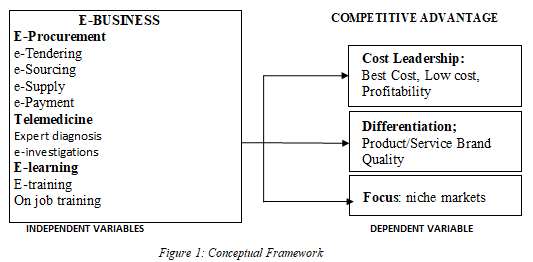 E-BUSINESS
E-Procurement
e-Tendering
e-Sourcing
e-Supply
e-Payment
Telemedicine
Expert diagnosis
e-investigations
E-learning
E-training
On job training
INDEPENDENT VARIABLES
COMPETITIVE ADVANTAGE
Cost Leadership:
Best Cost, Low cost,
Profitability
Differentiation;
Product/Service Brand
Quality
Focus: niche markets
DEPENDENT VARIABLE
Figure 1: Conceptual Framework